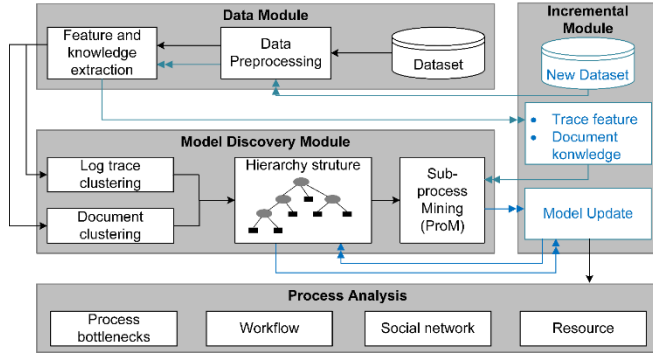 Data Module
Feature and
knowledge
extraction
Data
Preprocessing
Dataset
Incremental
Module
New Dataset
• Trace feature
• Document
konwledge
Model Discovery Module
Log trace
clustering
Document
clustering
Hierarchy struture
Sub-
process
Mining
(ProM)
Model Update
Process Analysis
Process
bottlenecks
Workflow
Social network
Resource